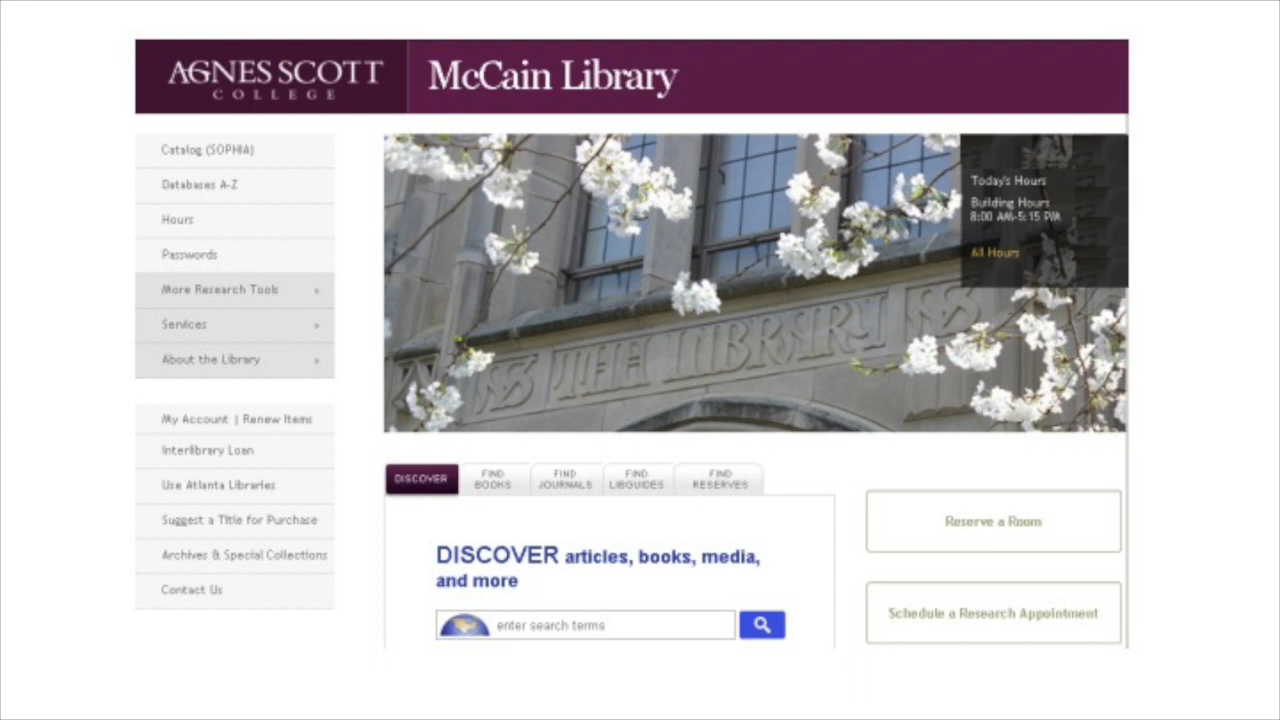 AGNES SCOTT
COLLEGE
McCain Library
Catalog (SOPHIA)
Databases A-Z
Hours
Passwords
More Research Tools
Services
About the Library
My Account | Renew Items
Interlibrary Loan
Use Atlanta Libraries
Suggest a Title for Purchase
Archives & Special Collections
Contact Us
THE LIBRARY
Today's Hours
Building Hours
8:00 AM-5:15 PM
All Hours
DISCOVER
FIND
BOOKS
FIND
JOURNALS
FIND
LIBGUIDES
FIND
RESERVES
DISCOVER articles, books, media,
and more
enter search terms
Reserve a Room
Schedule a Research Appointment